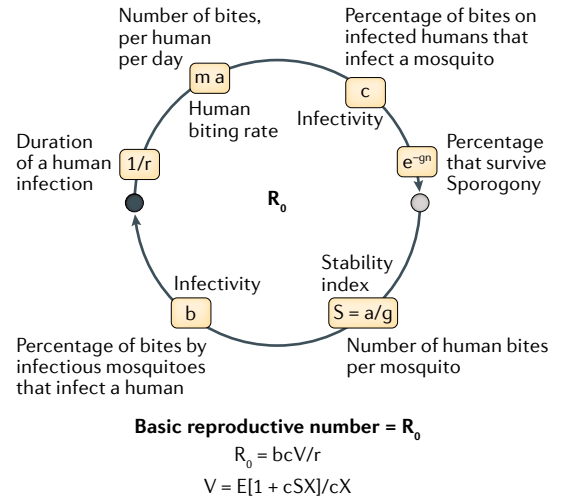 Number of bites,
per human
per day
m a
Human
biting rate
Percentage of bites on
infected humans that
infect a mosquito
c
Infectivity
Duration
of a human
infection
1/r
e⁻ᵍⁿ
Percentage
that survive
Sporogony
R₀
Infectivity
b
Percentage of bites by
infectious mosquitoes
that infect a human
Stability
index
S = a/g
Number of human bites
per mosquito
Basic reproductive number = R₀
R₀ = bcV/r
V = E[1 + cSX]/cX